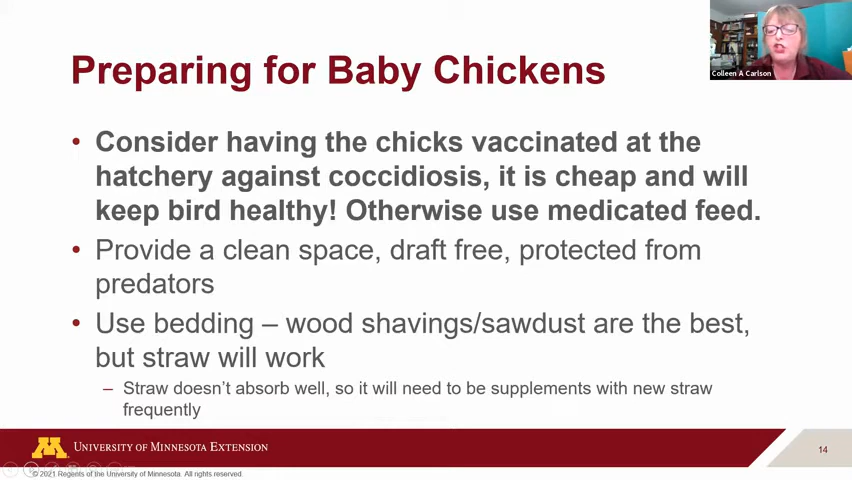 Preparing for Baby Chickens
Colleen A Carlson
• Consider having the chicks vaccinated at the
hatchery against coccidiosis, it is cheap and will
keep bird healthy! Otherwise use medicated feed.
• Provide a clean space, draft free, protected from
predators
• Use bedding – wood shavings/sawdust are the best,
but straw will work
– Straw doesn't absorb well, so it will need to be supplements with new straw
frequently
M UNIVERSITY OF MINNESOTA EXTENSION
14
© 2021 Regents of the University of Minnesota. All rights reserved.